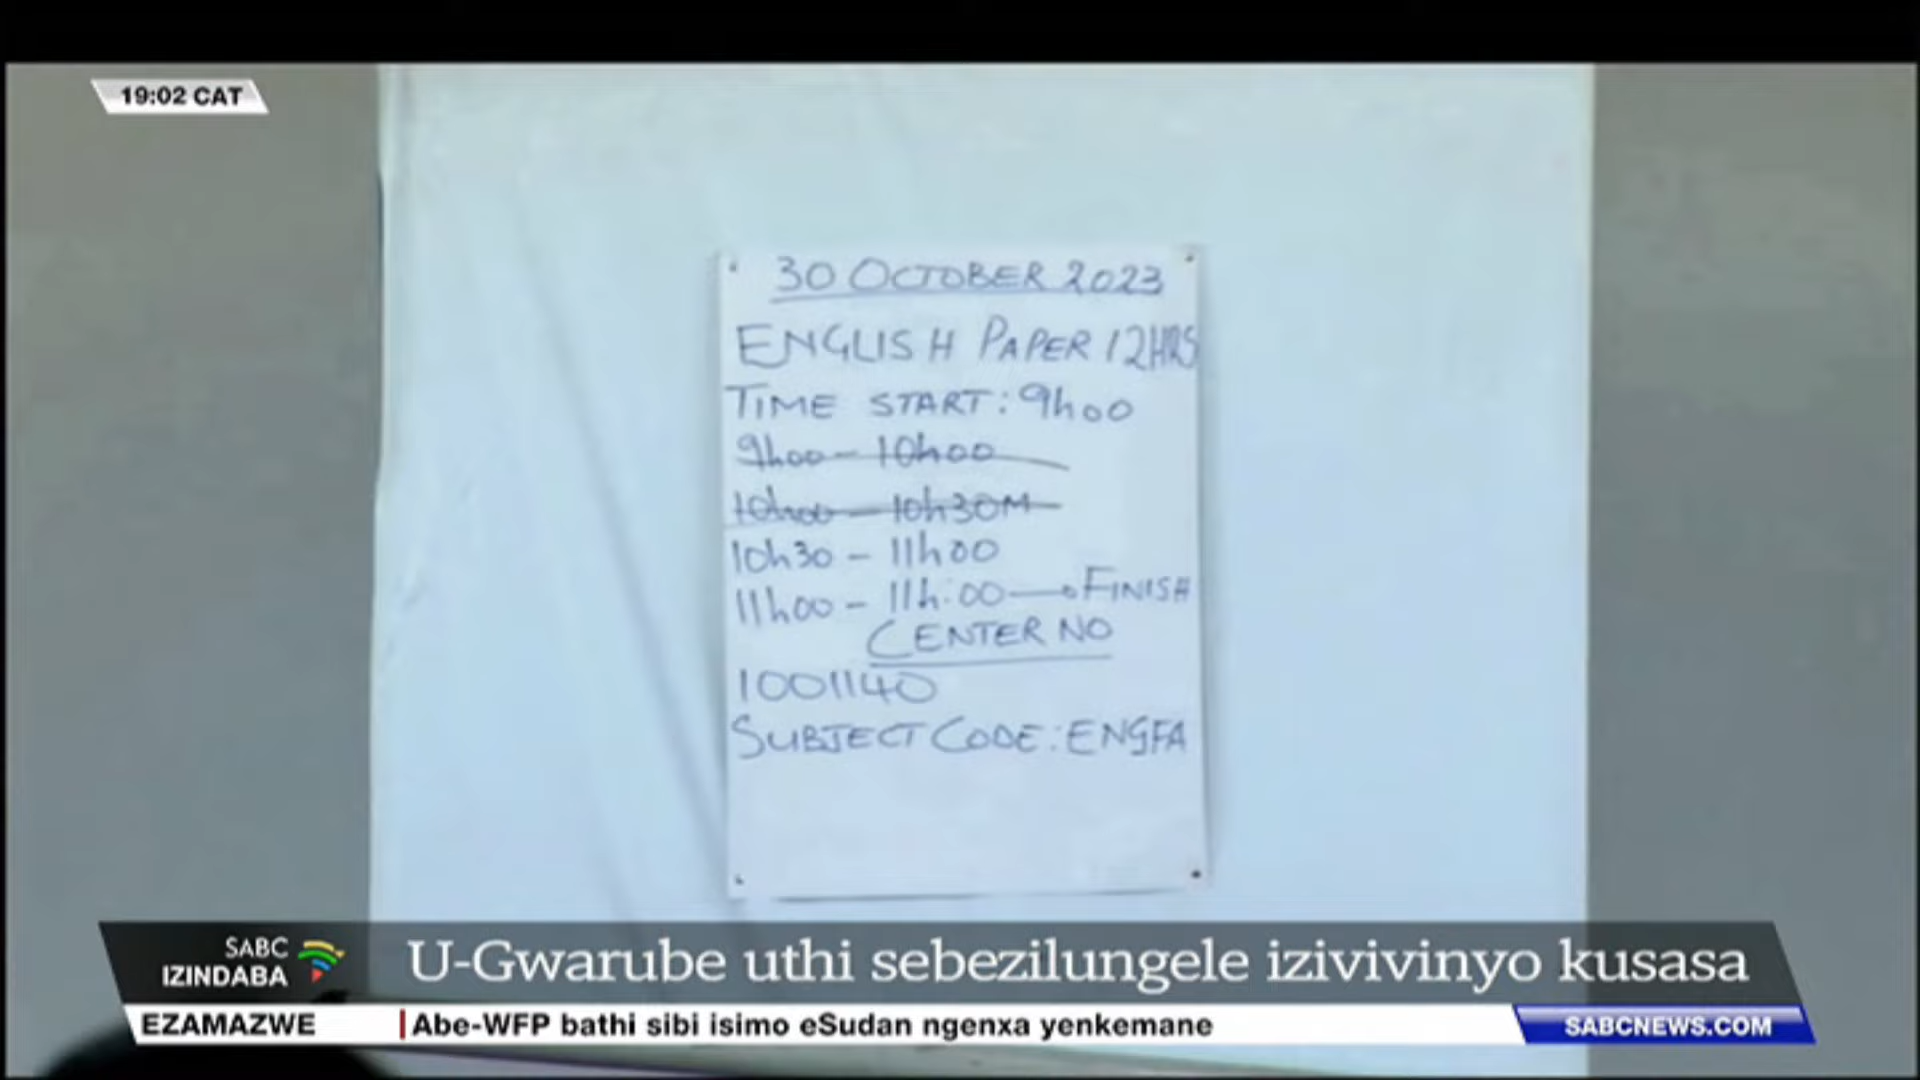 19:02 CAT
30 OCTOBER 2023
ENGLISH PAPER 1 2HRS
TIME START: 9h00
9h00 - 10h00
10h00 - 10h30M
10h30 - 11h00
11h00 - 11h:00 → FINISH
CENTER NO
1001140
SUBJECT CODE: ENGFA
SABC
IZINDABA
U-Gwarube uthi sebezilungele izivivinyo kusasa
EZAMAZWE
Abe-WFP bathi sibi isimo eSudan ngenxa yenkemane
SABCNEWS.COM